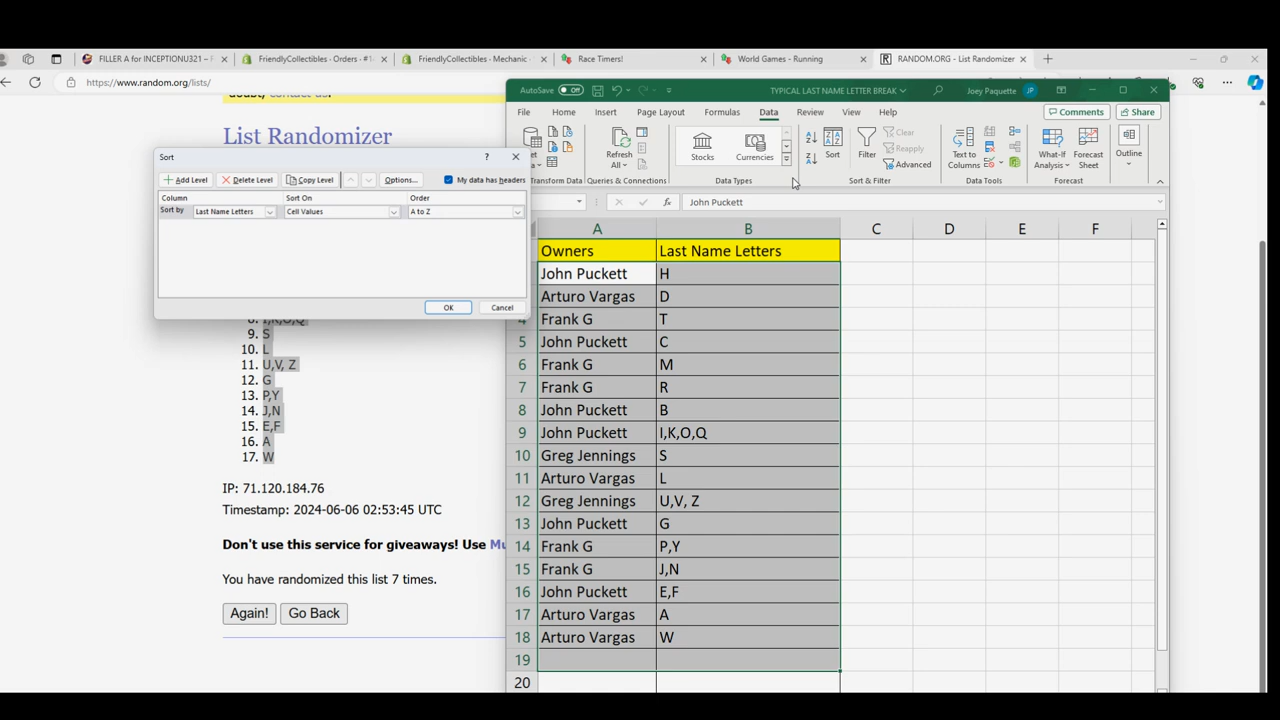 FILLER A for INCEPTIONU321 –
FriendlyCollectibles - Orders - #1
FriendlyCollectibles - Mechanic -
Race Timers!
World Games - Running
RANDOM.ORG - List Randomizer
https://www.random.org/lists/
doubt, contact us.
List Randomizer
8. I,K,O,Q
9. S
10. L
11. U,V, Z
12. G
13. P,Y
14. J,N
15. E,F
16. A
17. W
IP: 71.120.184.76
Timestamp: 2024-06-06 02:53:45 UTC
Don't use this service for giveaways! Use
You have randomized this list 7 times.
Again! Go Back
Sort ?
Add Level Delete Level Copy Level Options... My data has headers
Column Sort On Order
Sort by Last Name Letters Cell Values A to Z
OK Cancel
AutoSave Off TYPICAL LAST NAME LETTER BREAK Joey Paquette JP
File Home Insert Page Layout Formulas Data Review View Help Comments Share
Refresh All Stocks Currencies Sort Filter Clear Reapply Advanced Text to Columns What-If Analysis Forecast Sheet Outline
Transform Data Queries & Connections Data Types Sort & Filter Data Tools Forecast
fx John Puckett
A B C D E F
Owners Last Name Letters
John Puckett H
Arturo Vargas D
4 Frank G T
5 John Puckett C
6 Frank G M
7 Frank G R
8 John Puckett B
9 John Puckett I,K,O,Q
10 Greg Jennings S
11 Arturo Vargas L
12 Greg Jennings U,V, Z
13 John Puckett G
14 Frank G P,Y
15 Frank G J,N
16 John Puckett E,F
17 Arturo Vargas A
18 Arturo Vargas W
19
20